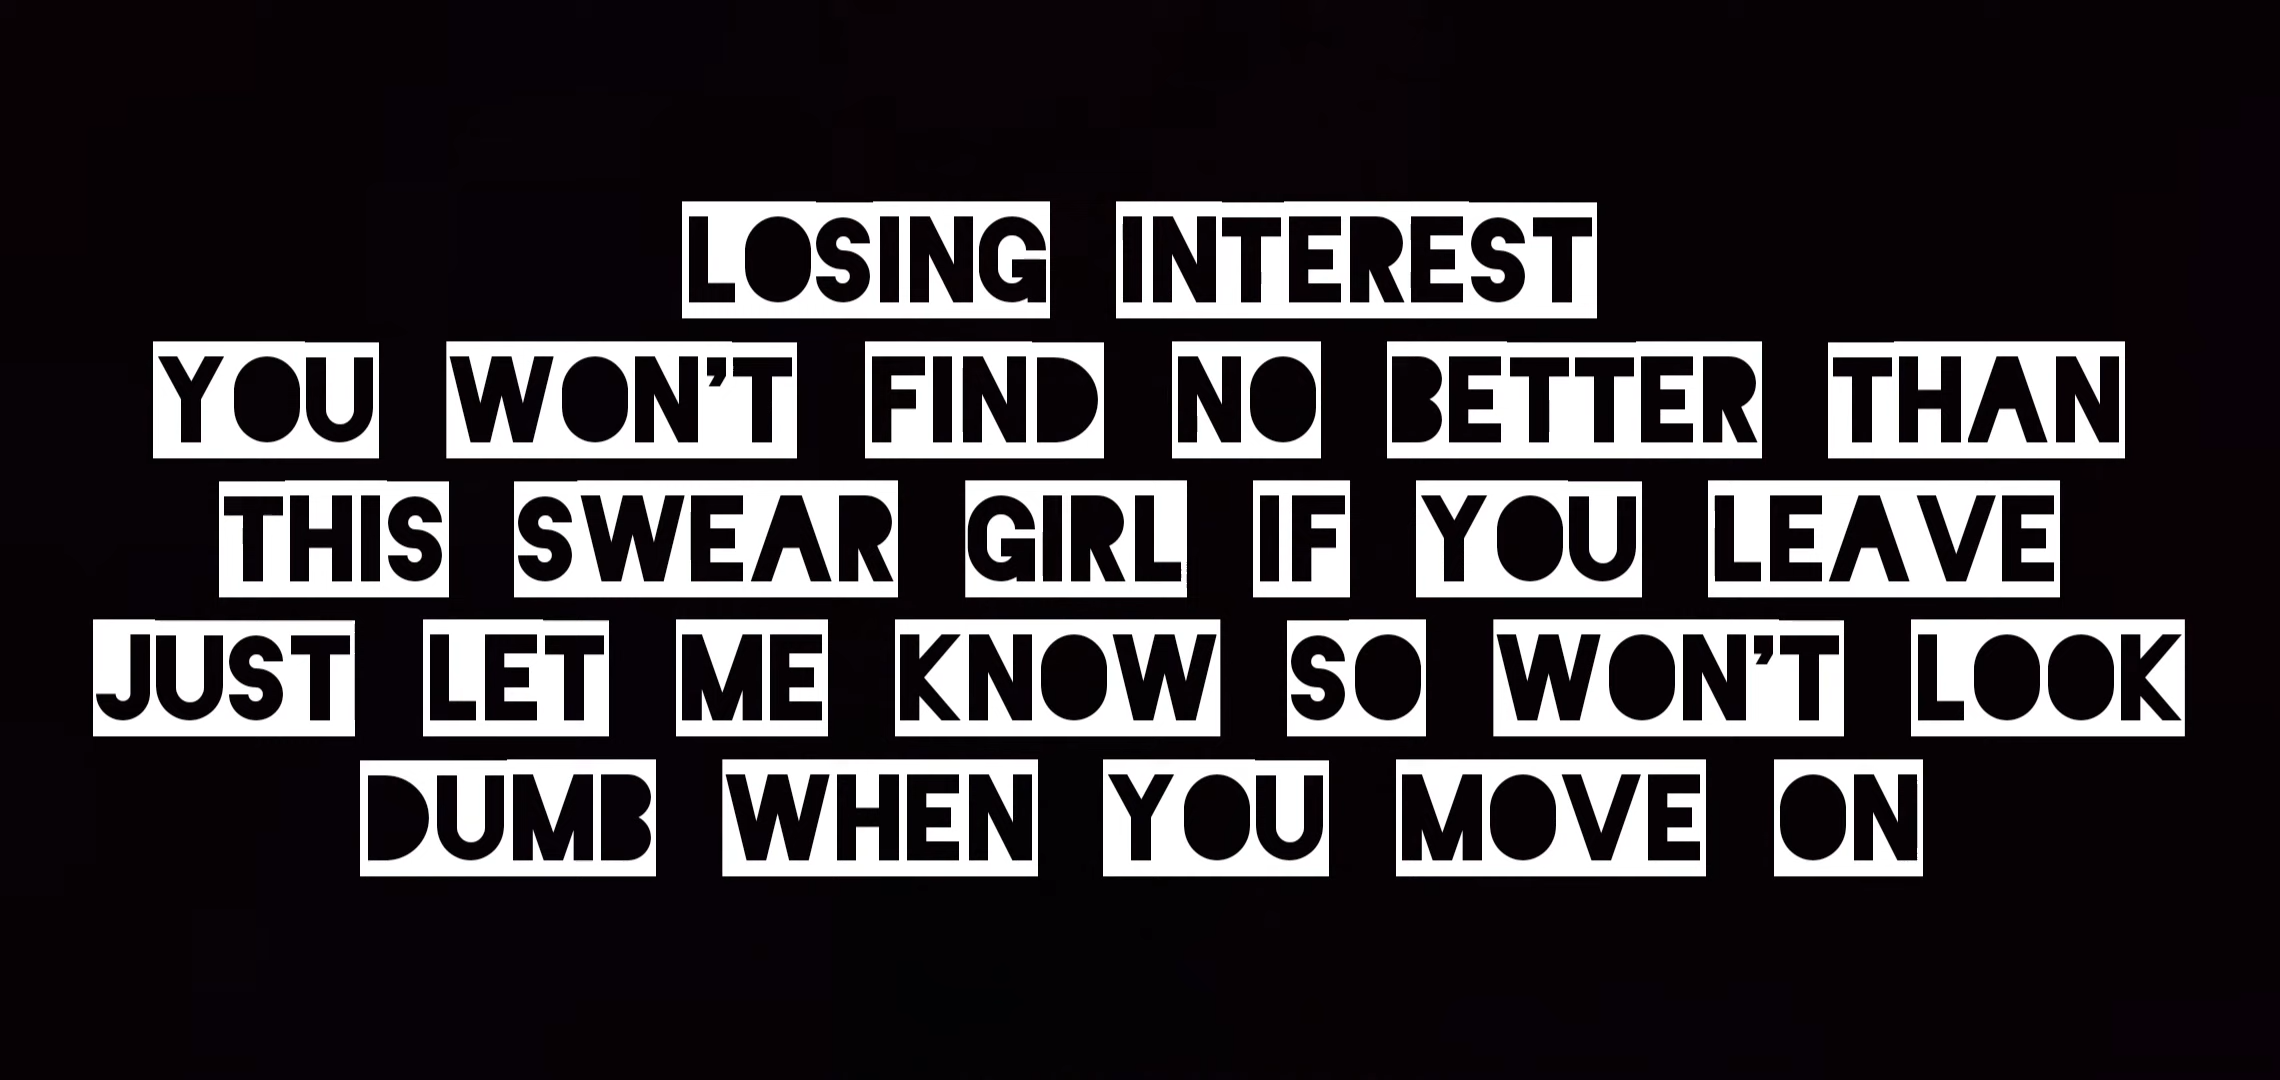 LOSING INTEREST
YOU WON'T FIND NO BETTER THAN
THIS SWEAR GIRL IF YOU LEAVE
JUST LET ME KNOW SO WON'T LOOK
DUMB WHEN YOU MOVE ON